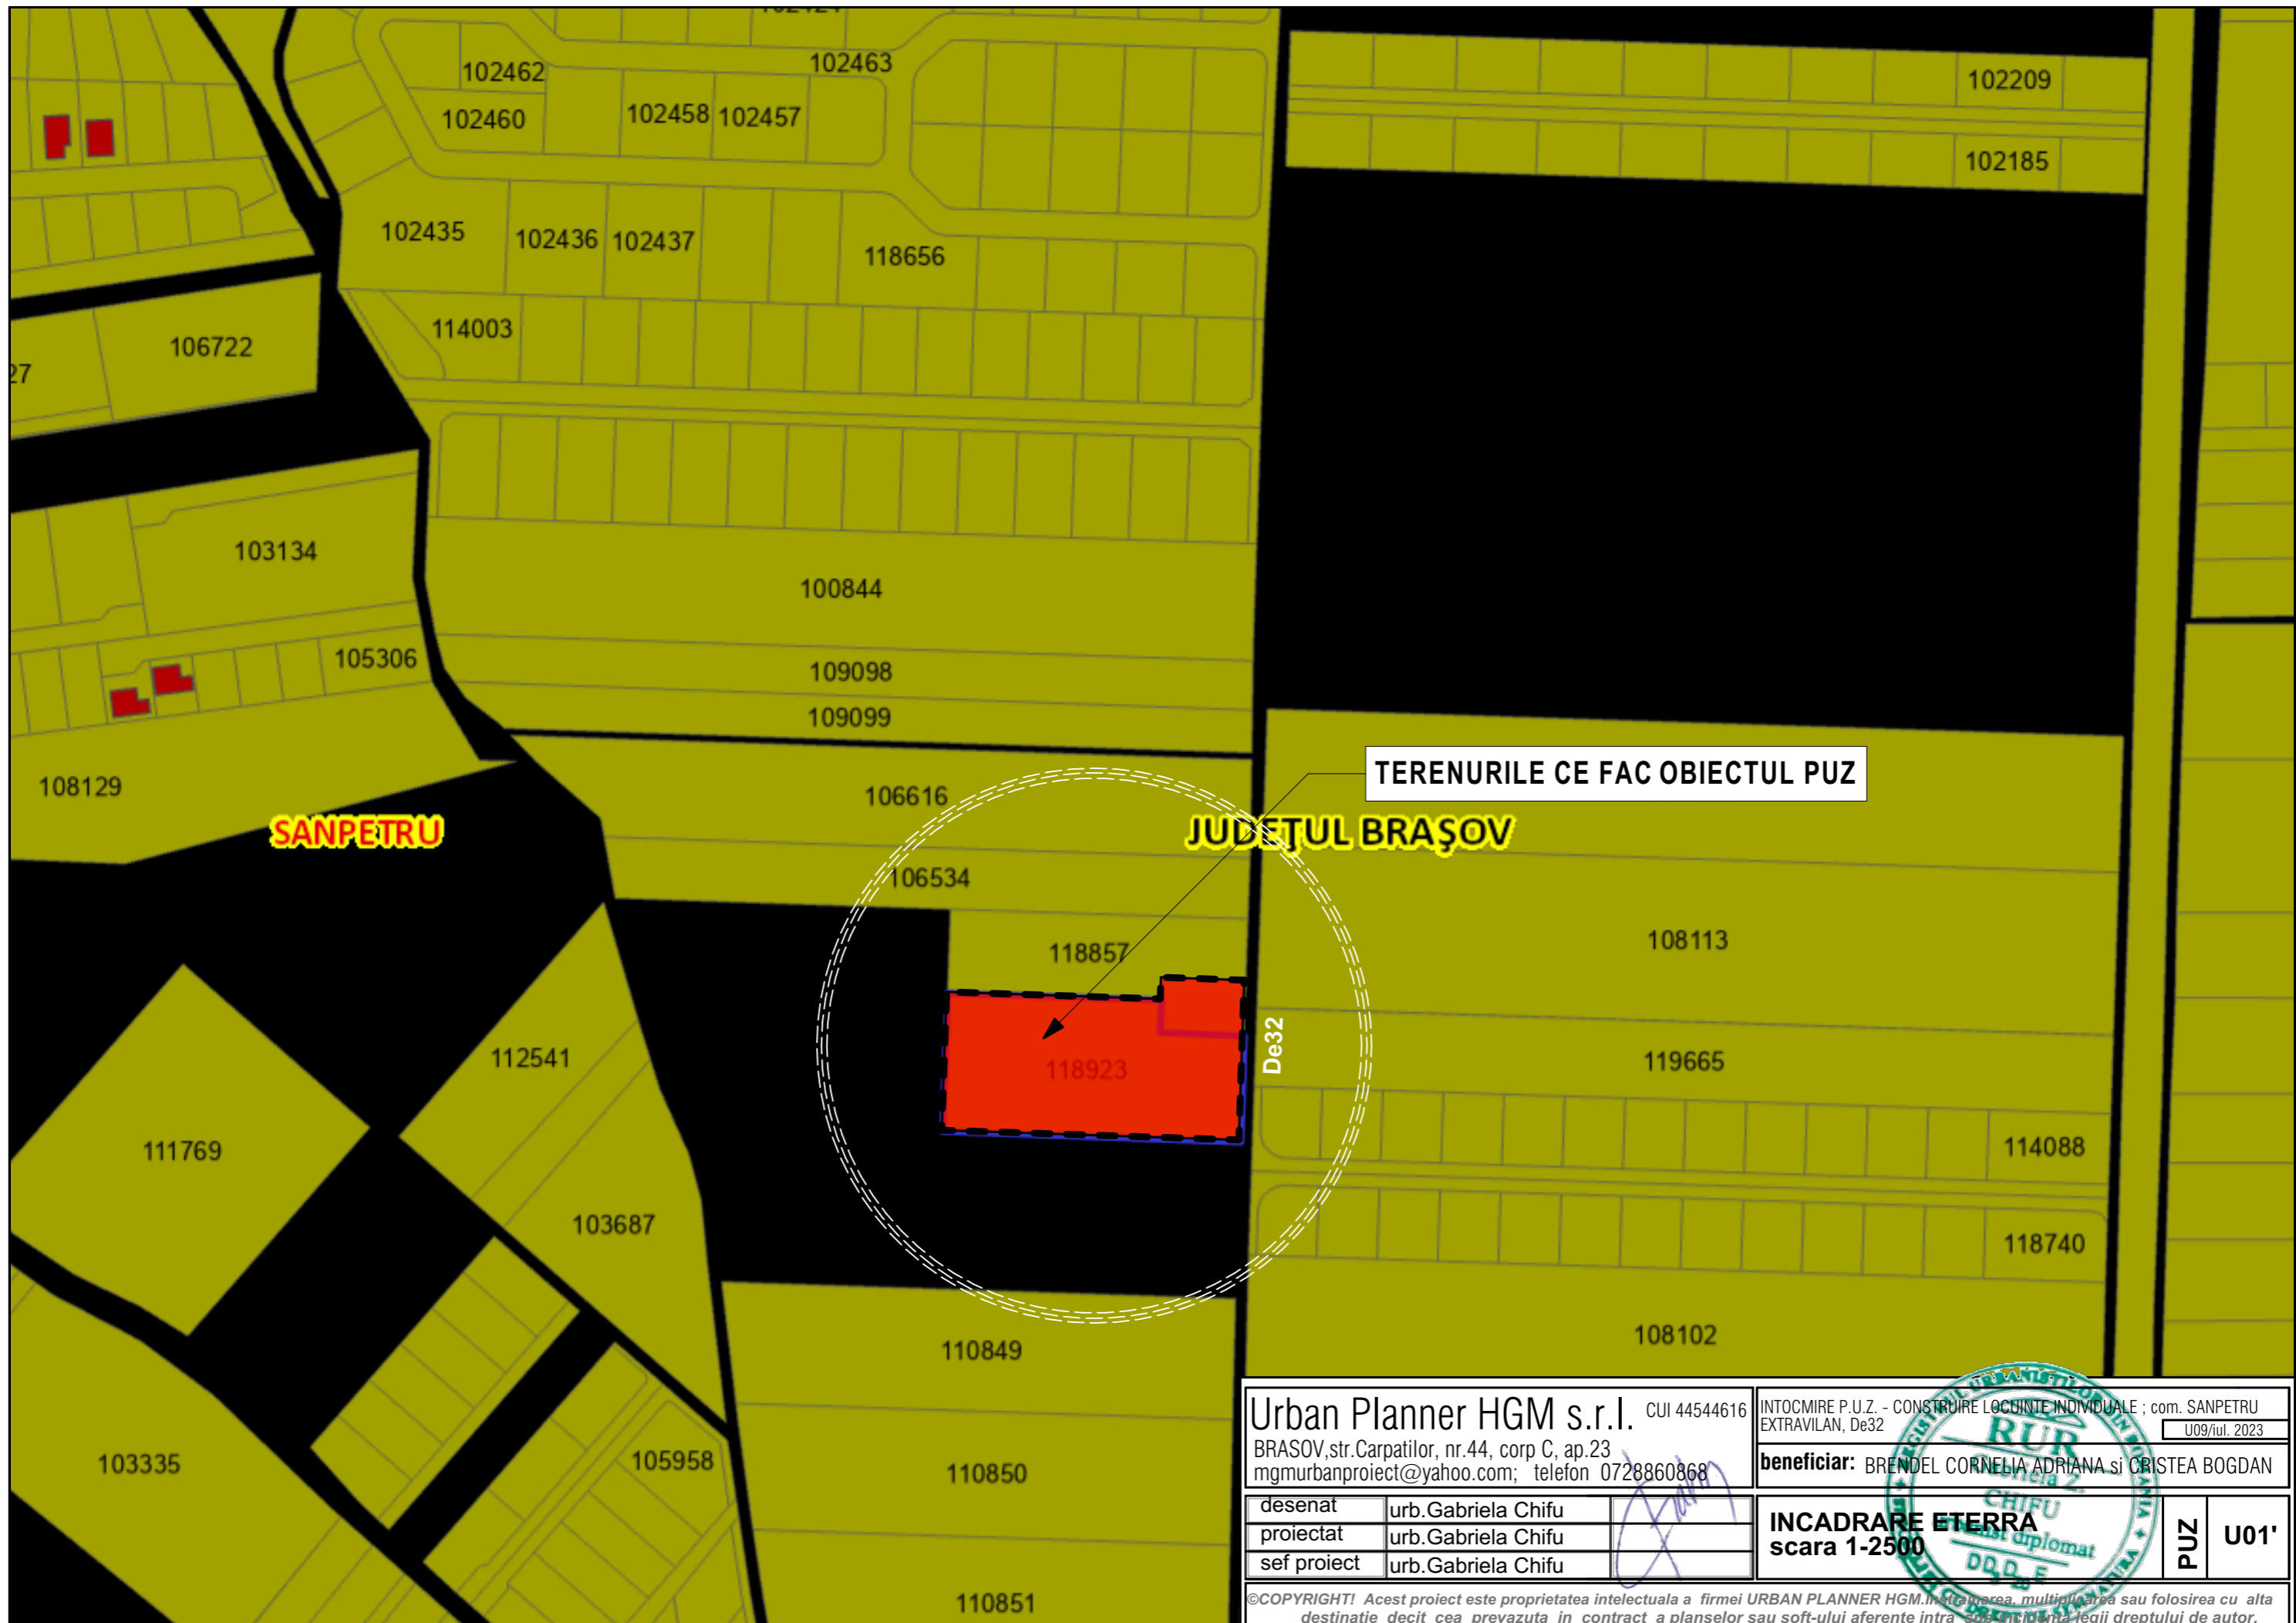 102462
102463
102460
102458
102457
102209
102185
102435
102436
102437
118656
114003
106722
27
103134
100844
105306
109098
109099
108129
106616
TERENURILE CE FAC OBIECTUL PUZ
SANPETRU
JUDEŢUL BRAŞOV
106534
118857
108113
112541
118923
De32
119665
111769
114088
103687
118740
110849
108102
103335
105958
110850
110851
Urban Planner HGM s.r.l. CUI 44544616
BRASOV,str.Carpatilor, nr.44, corp C, ap.23
mgmurbanproiect@yahoo.com; telefon 0728860868
INTOCMIRE P.U.Z. - CONSTRUIRE LOCUINTE INDIVIDUALE ; com. SANPETRU
EXTRAVILAN, De32
U09/iul. 2023
beneficiar: BRENDEL CORNELIA ADRIANA si CRISTEA BOGDAN
desenat urb.Gabriela Chifu
proiectat urb.Gabriela Chifu
sef proiect urb.Gabriela Chifu
INCADRARE ETERRA
scara 1-2500
PUZ
U01'
RUR
CHIFU
diplomat
©COPYRIGHT! Acest proiect este proprietatea intelectuala a firmei URBAN PLANNER HGM. sau folosirea cu alta
destinatie decit cea prevazuta in contract a planselor sau soft-ului aferente intra legii dreptului de autor.